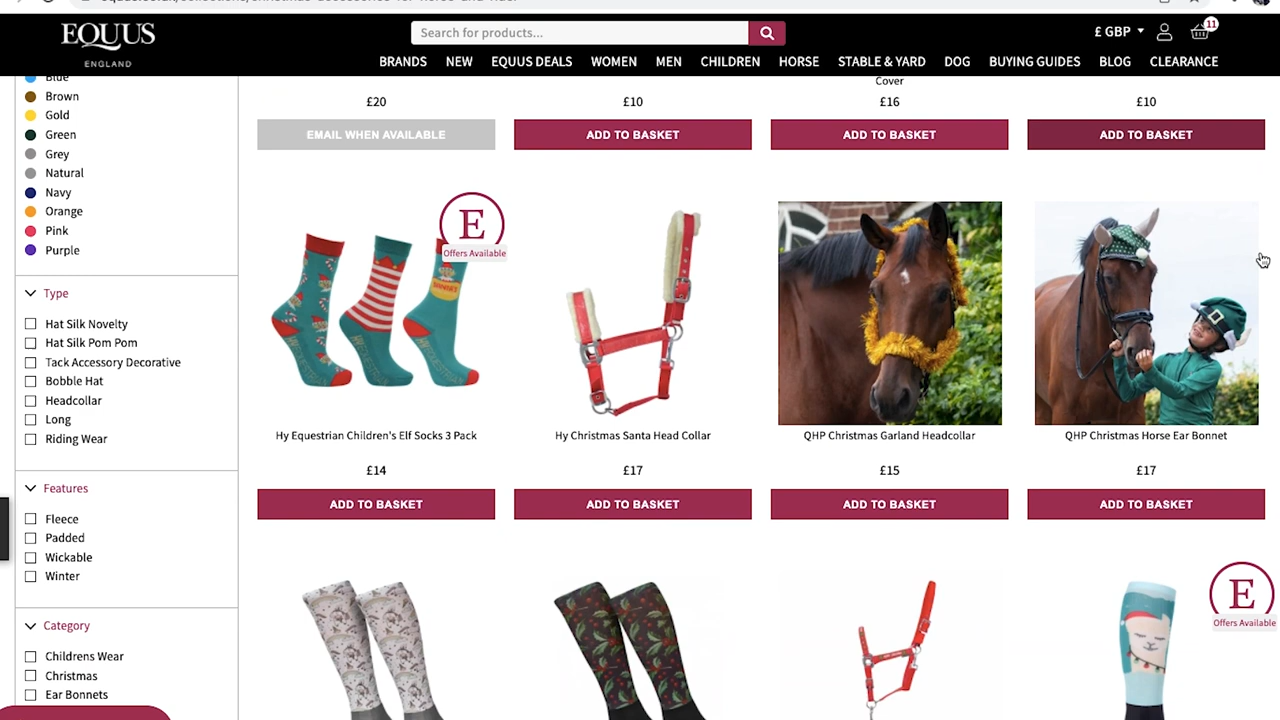 EQUUS
ENGLAND
Search for products...
£ GBP
11
BRANDS NEW EQUUS DEALS WOMEN MEN CHILDREN HORSE STABLE & YARD DOG BUYING GUIDES BLOG CLEARANCE
Blue
Brown
Gold
Green
Grey
Natural
Navy
Orange
Pink
Purple
Type
Hat Silk Novelty
Hat Silk Pom Pom
Tack Accessory Decorative
Bobble Hat
Headcollar
Long
Riding Wear
Features
Fleece
Padded
Wickable
Winter
Category
Childrens Wear
Christmas
Ear Bonnets
Cover
£20 £10 £16 £10
EMAIL WHEN AVAILABLE ADD TO BASKET ADD TO BASKET ADD TO BASKET
E
Offers Available
Hy Equestrian Children's Elf Socks 3 Pack Hy Christmas Santa Head Collar QHP Christmas Garland Headcollar QHP Christmas Horse Ear Bonnet
£14 £17 £15 £17
ADD TO BASKET ADD TO BASKET ADD TO BASKET ADD TO BASKET
E
Offers Available